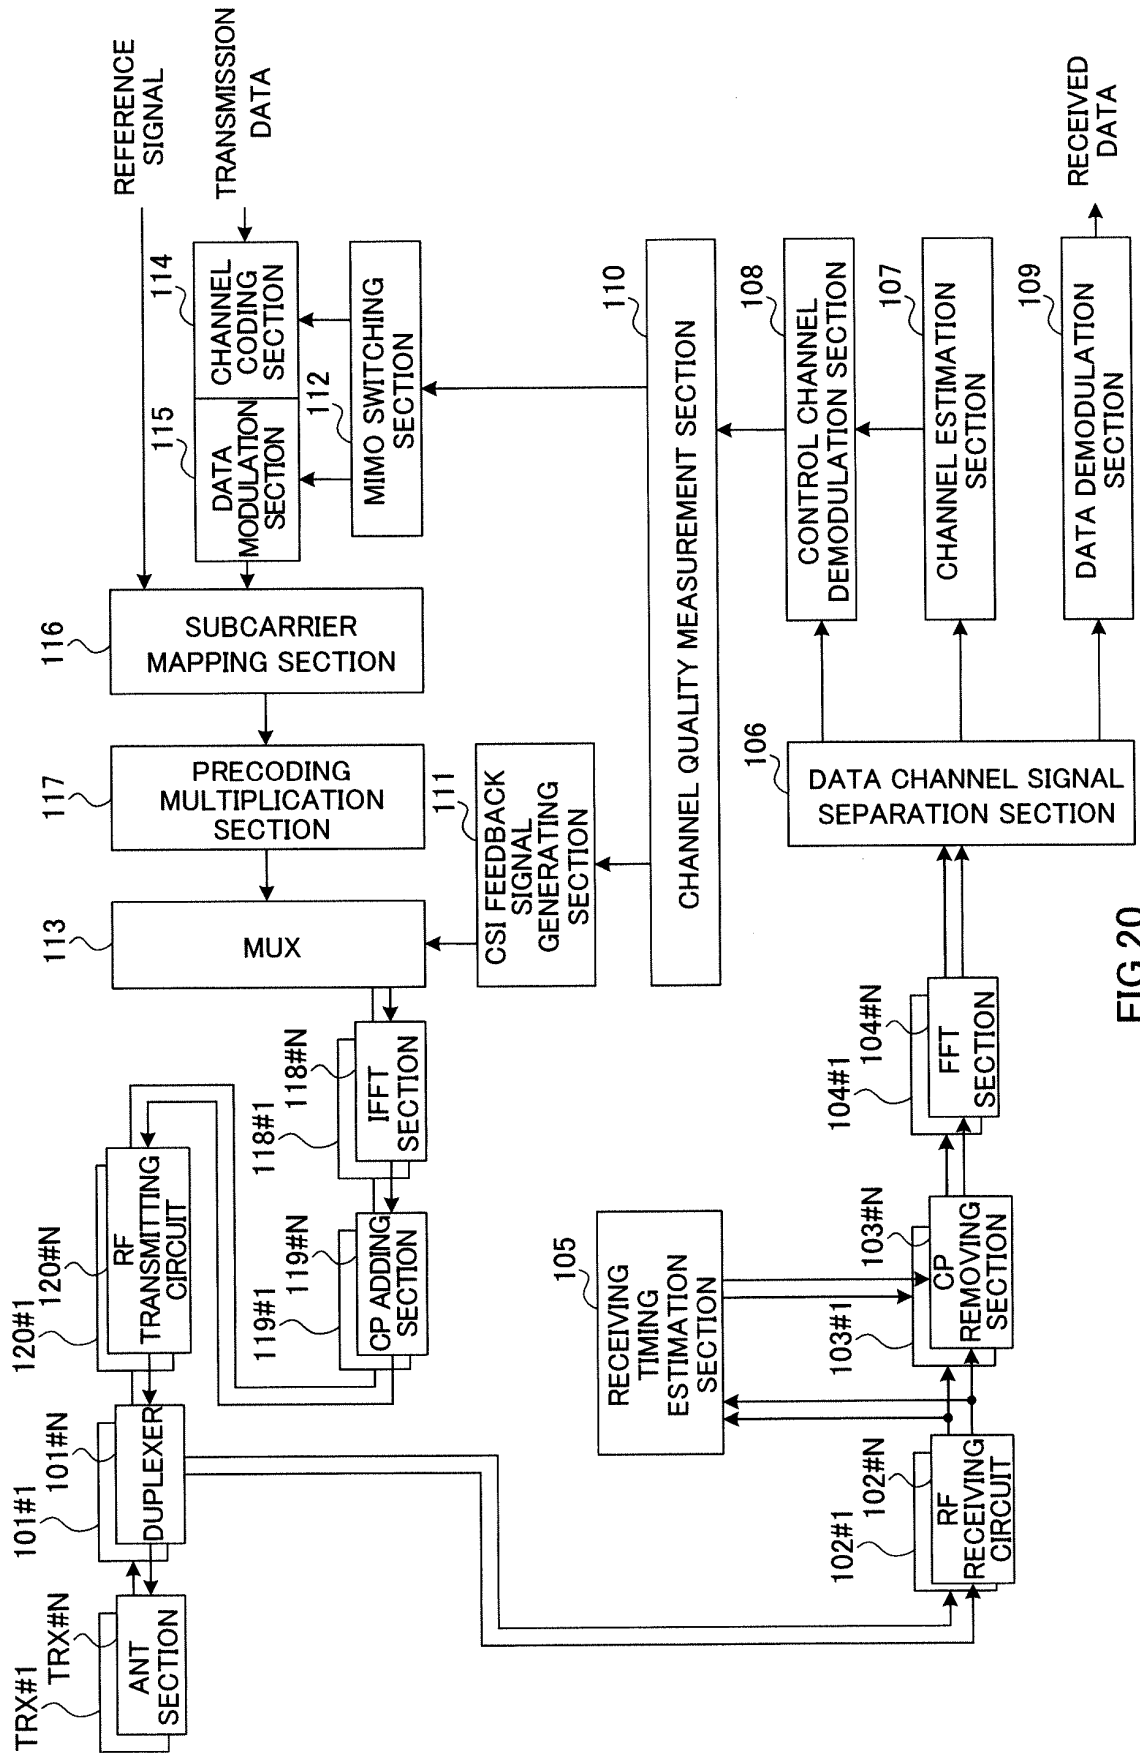 REFERENCE
SIGNAL
TRANSMISSION
DATA
114
CHANNEL
CODING
SECTION
115
DATA
MODULATION
SECTION
112
MIMO SWITCHING
SECTION
116
SUBCARRIER
MAPPING SECTION
117
PRECODING
MULTIPLICATION
SECTION
113
MUX
111
CSI FEEDBACK
SIGNAL
GENERATING
SECTION
110
CHANNEL QUALITY MEASUREMENT SECTION
118#1
118#N
IFFT
SECTION
119#1
119#N
CP ADDING
SECTION
120#1
120#N
RF
TRANSMITTING
CIRCUIT
101#1
101#N
DUPLEXER
TRX#1
TRX#N
ANT
SECTION
102#1
102#N
RF
RECEIVING
CIRCUIT
105
RECEIVING
TIMING
ESTIMATION
SECTION
103#1
103#N
CP
REMOVING
SECTION
104#1
104#N
FFT
SECTION
106
DATA CHANNEL SIGNAL
SEPARATION SECTION
108
CONTROL CHANNEL
DEMODULATION SECTION
107
CHANNEL ESTIMATION
SECTION
109
DATA DEMODULATION
SECTION
RECEIVED
DATA
FIG.20